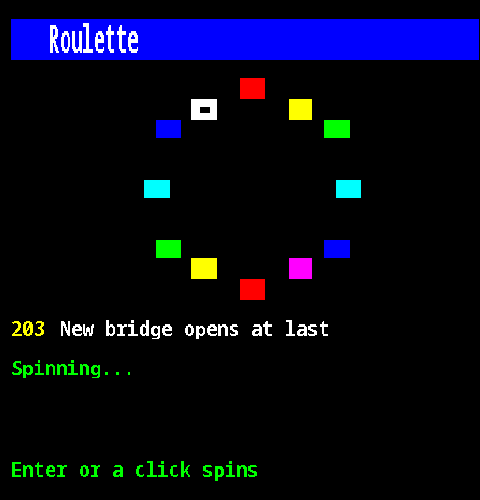 Roulette
203 New bridge opens at last
Spinning...
Enter or a click spins